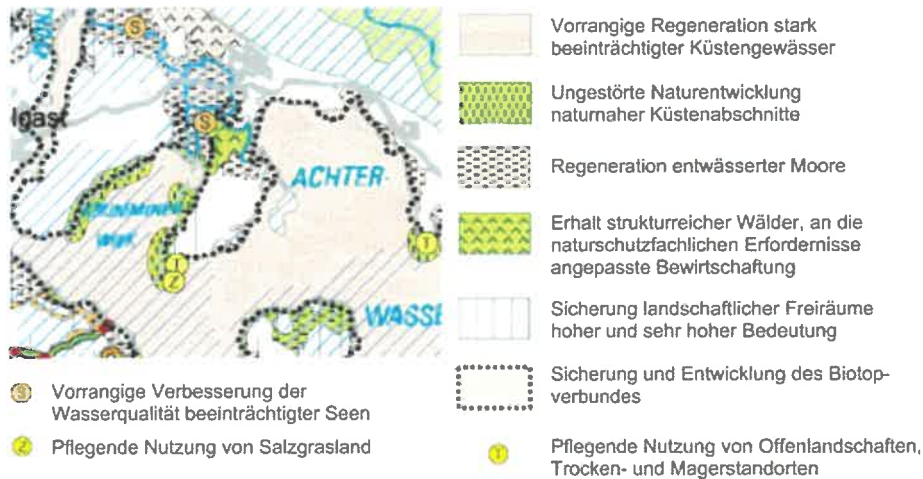 S
lgast
S
ACHTER
T
T
Z
WASSE
S
S Vorrangige Verbesserung der
Wasserqualität beeinträchtigter Seen
Z Pflegende Nutzung von Salzgrasland
Vorrangige Regeneration stark
beeinträchtigter Küstengewässer
Ungestörte Naturentwicklung
naturnaher Küstenabschnitte
Regeneration entwässerter Moore
Erhalt strukturreicher Wälder, an die
naturschutzfachlichen Erfordernisse
angepasste Bewirtschaftung
Sicherung landschaftlicher Freiräume
hoher und sehr hoher Bedeutung
Sicherung und Entwicklung des Biotop-
verbundes
T Pflegende Nutzung von Offenlandschaften,
Trocken- und Magerstandorten